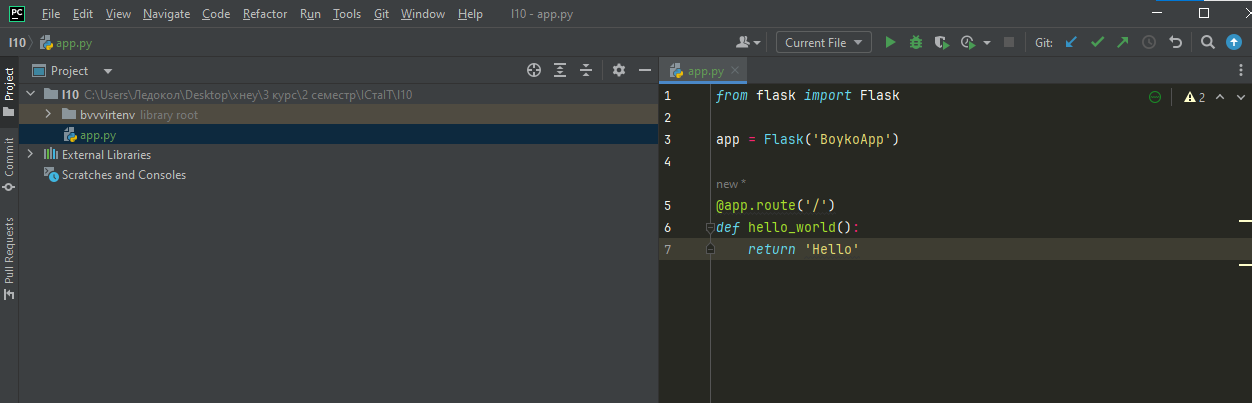 PC File Edit View Navigate Code Refactor Run Tools Git Window Help l10 - app.py
l10 app.py Current File Git:
Project
l10 C:\Users\Ледокол\Desktop\хнеу\3 курс\2 семестр\ІСтаІТ\l10
bvvvirtenv library root
app.py
External Libraries
Scratches and Consoles
Project
Commit
Pull Requests
app.py
2
1 from flask import Flask
2
3 app = Flask('BoykoApp')
4
new *
5 @app.route('/')
6 def hello_world():
7 return 'Hello'